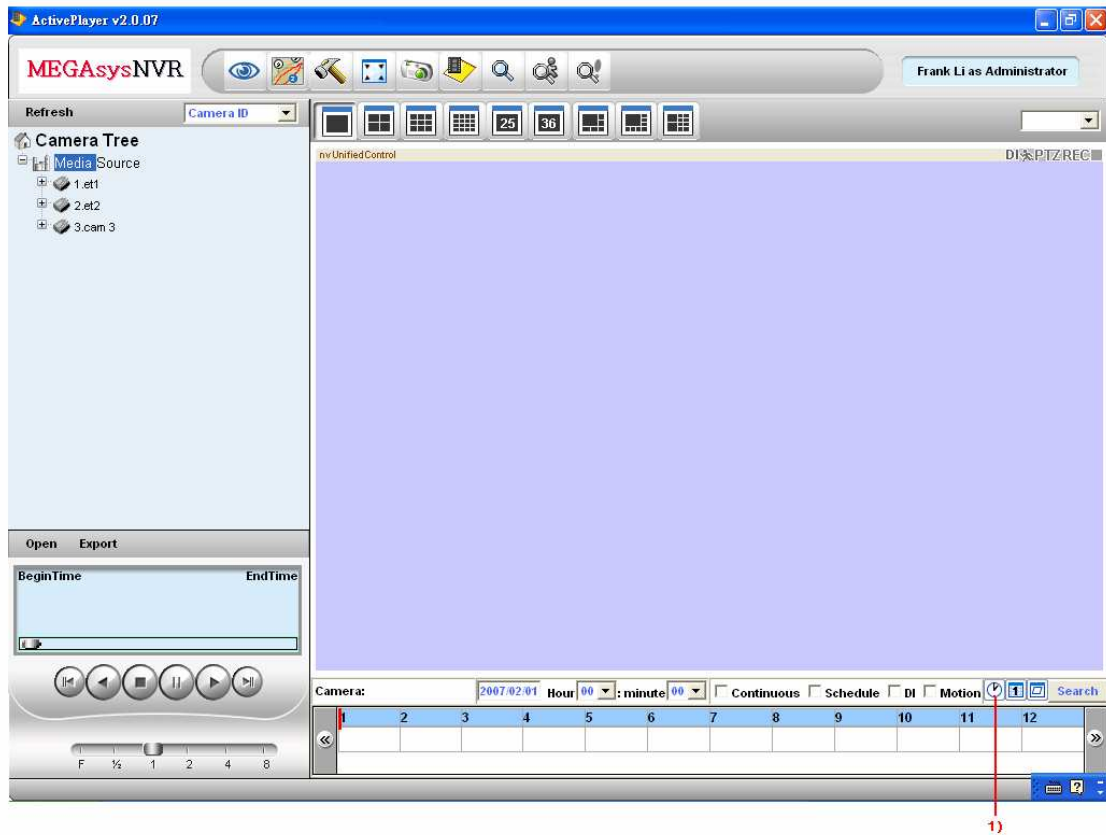 ActivePlayer v2.0.07
MEGAsysNVR
Frank Li as Administrator
Refresh
Camera ID
25
36
Camera Tree
nvUnifiedControl
DI
PTZ REC
Media Source
1.et1
2.et2
3.cam 3
Open Export
BeginTime EndTime
Camera: 2007/02/01 Hour 00 : minute 00 Continuous Schedule DI Motion 1 Search
1 2 3 4 5 6 7 8 9 10 11 12
F ½ 1 2 4 8
1)